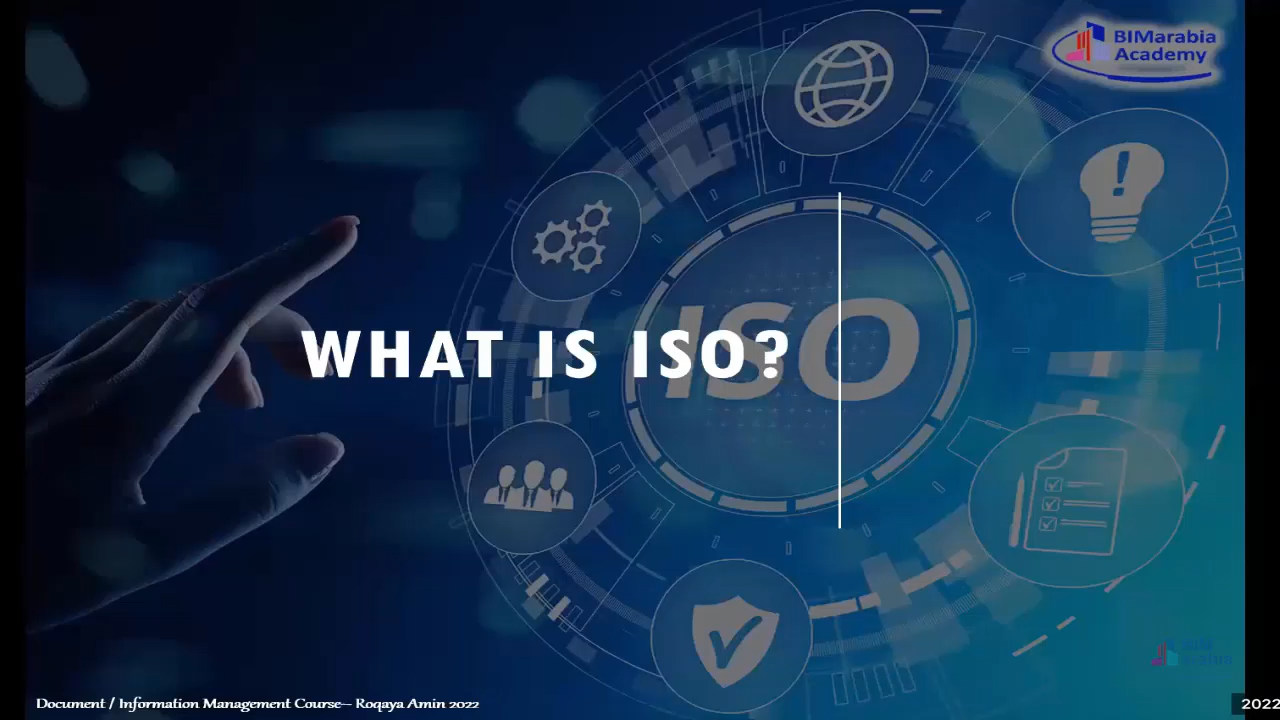 BIMarabia
Academy
WHAT IS ISO?
ISO
Document / Information Management Course– Roqaya Amin 2022
2022